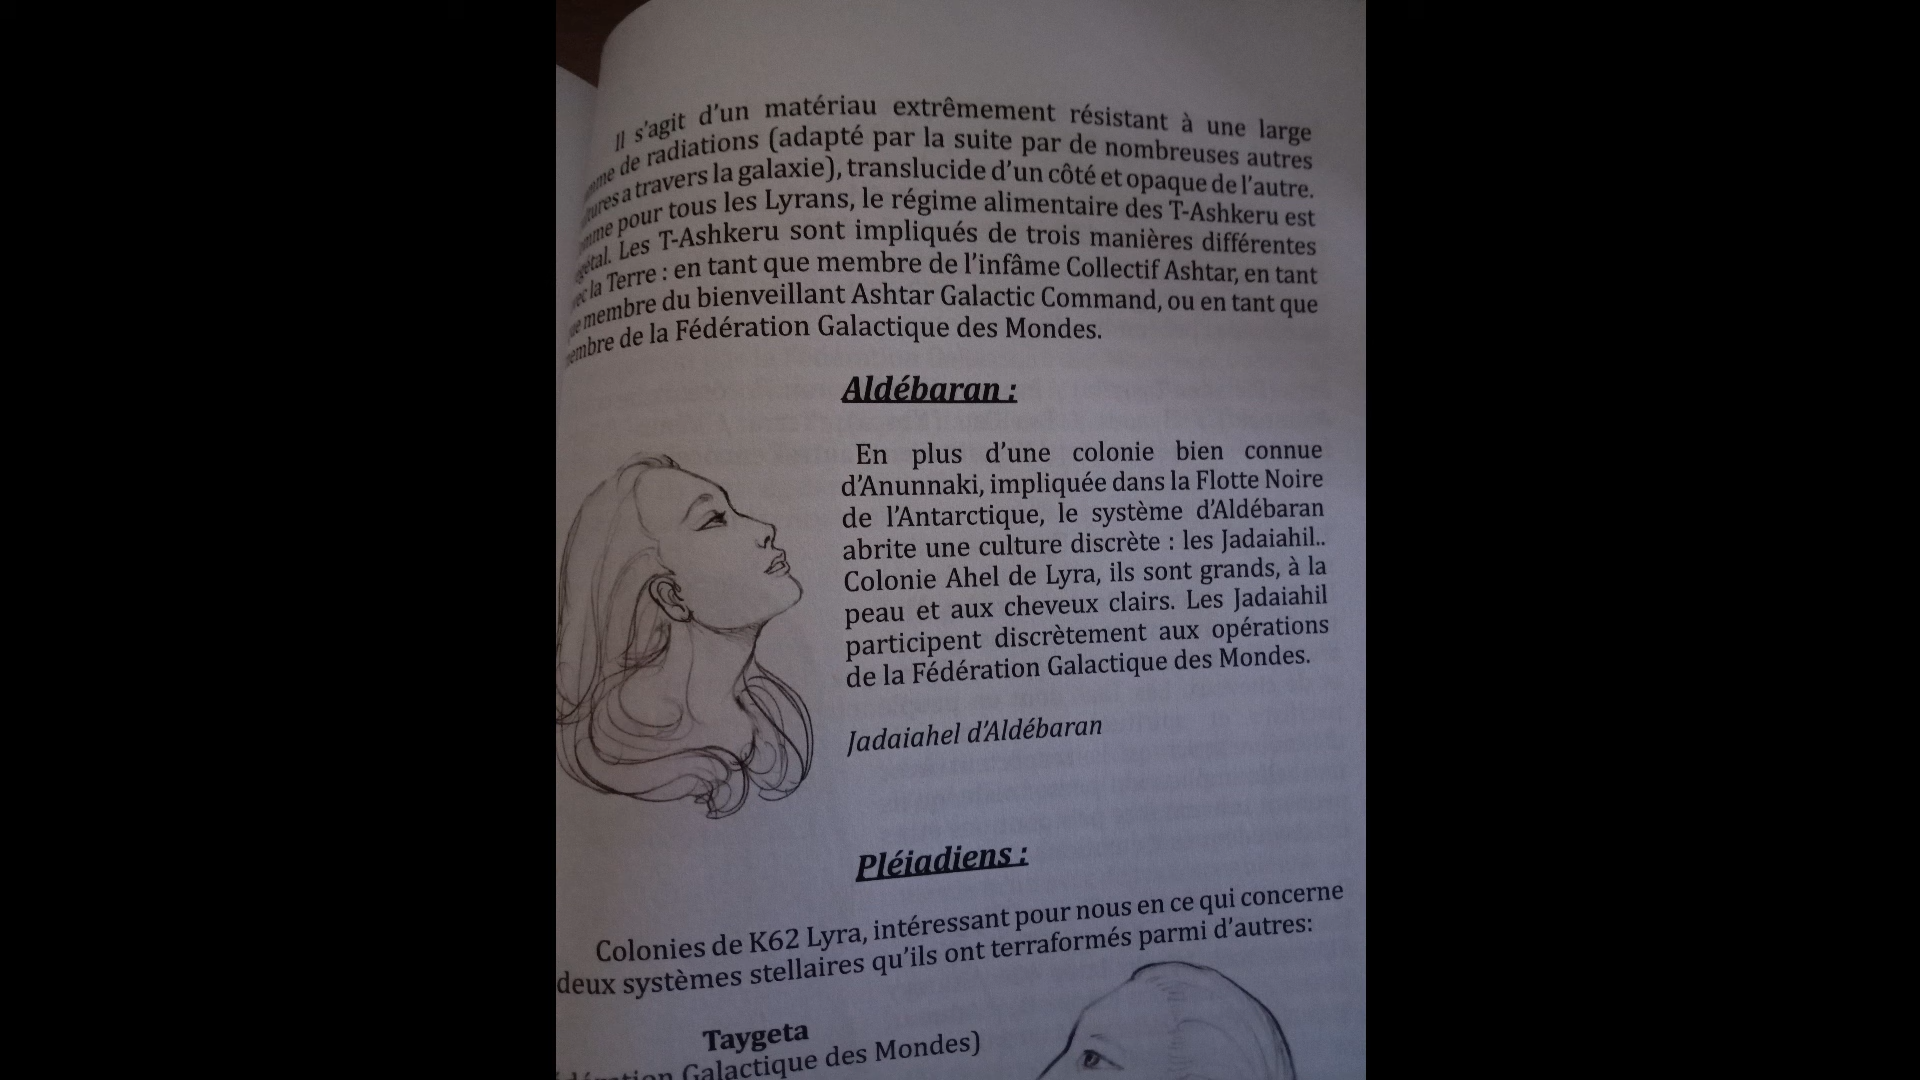 Il s'agit d'un matériau extrêmement résistant à une large
de radiations (adapté par la suite par de nombreuses autres
a travers la galaxie), translucide d'un côté et opaque de l'autre.
pour tous les Lyrans, le régime alimentaire des T-Ashkeru est
Les T-Ashkeru sont impliqués de trois manières différentes
la Terre : en tant que membre de l'infâme Collectif Ashtar, en tant
membre du bienveillant Ashtar Galactic Command, ou en tant que
de la Fédération Galactique des Mondes.
Aldébaran :
En plus d'une colonie bien connue
d'Anunnaki, impliquée dans la Flotte Noire
de l'Antarctique, le système d'Aldébaran
abrite une culture discrète : les Jadaiahil..
Colonie Ahel de Lyra, ils sont grands, à la
peau et aux cheveux clairs. Les Jadaiahil
participent discrètement aux opérations
de la Fédération Galactique des Mondes.
Jadaiahel d'Aldébaran
Pléiadiens :
Colonies de K62 Lyra, intéressant pour nous en ce qui concerne
deux systèmes stellaires qu'ils ont terraformés parmi d'autres:
Taygeta
Galactique des Mondes)